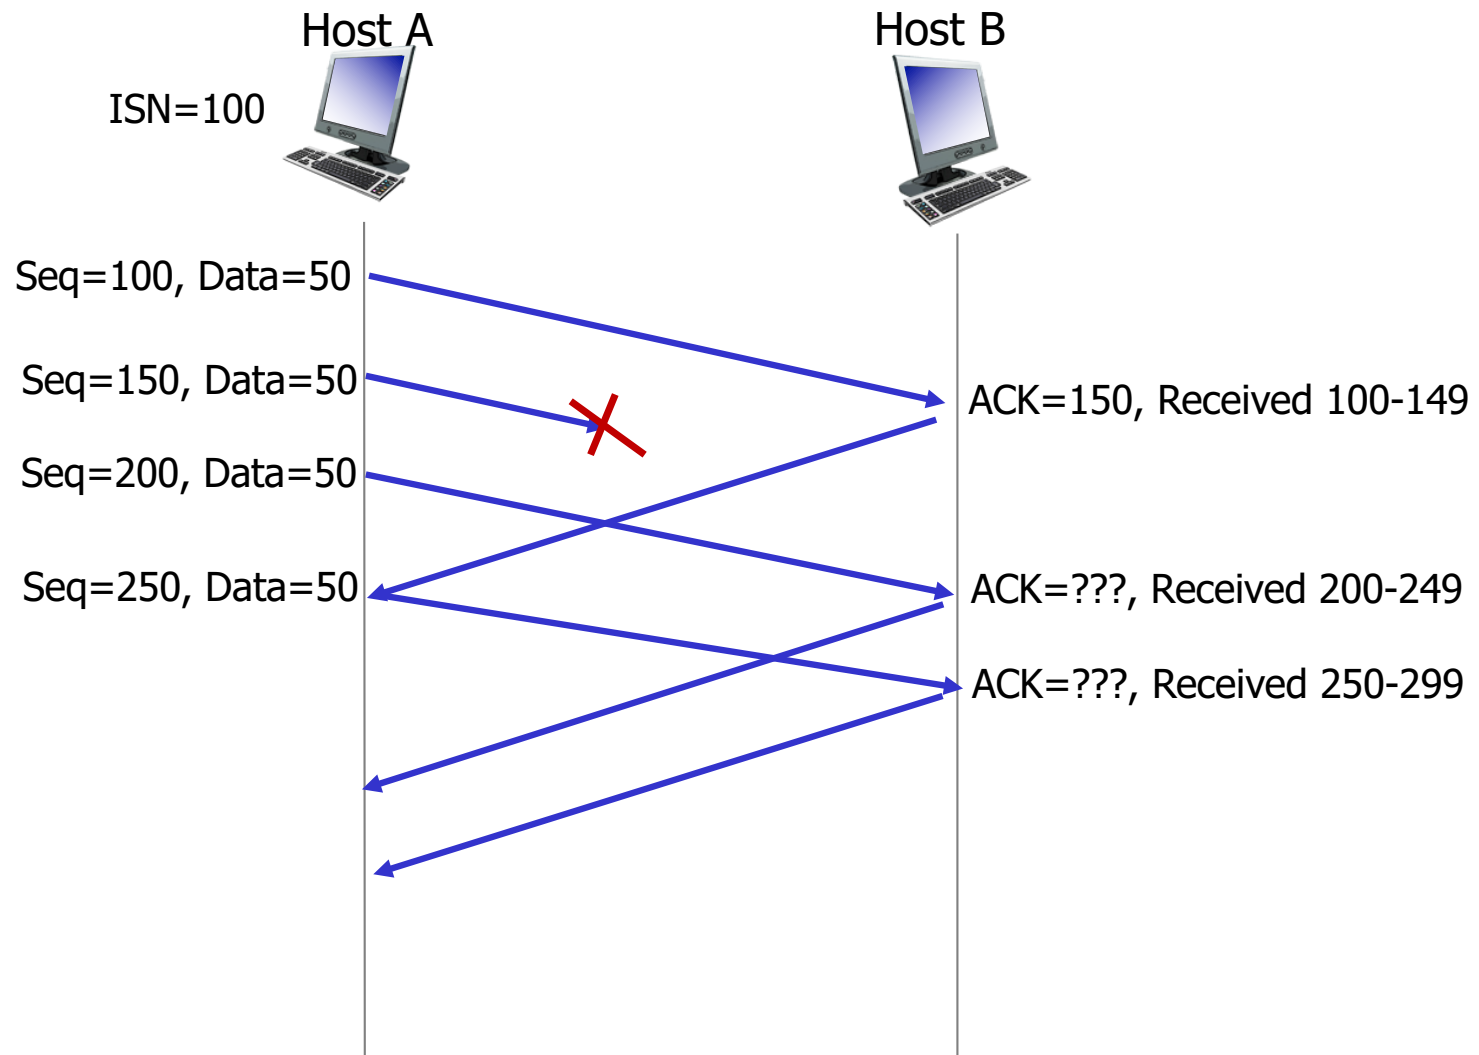 Host A
Host B
ISN=100
Seq=100, Data=50
Seq=150, Data=50
ACK=150, Received 100-149
Seq=200, Data=50
Seq=250, Data=50
ACK=???, Received 200-249
ACK=???, Received 250-299